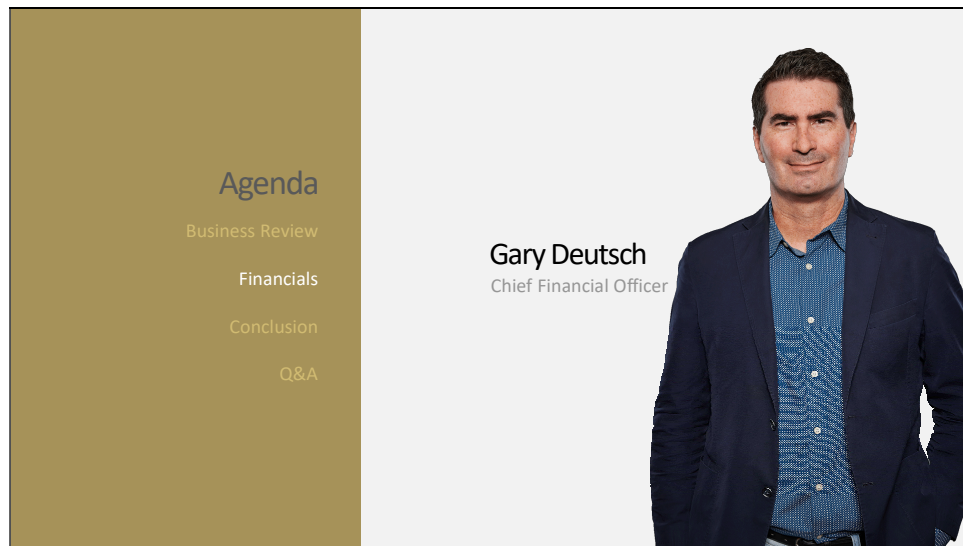 Agenda
Business Review
Financials
Conclusion
Q&A
Gary Deutsch
Chief Financial Officer